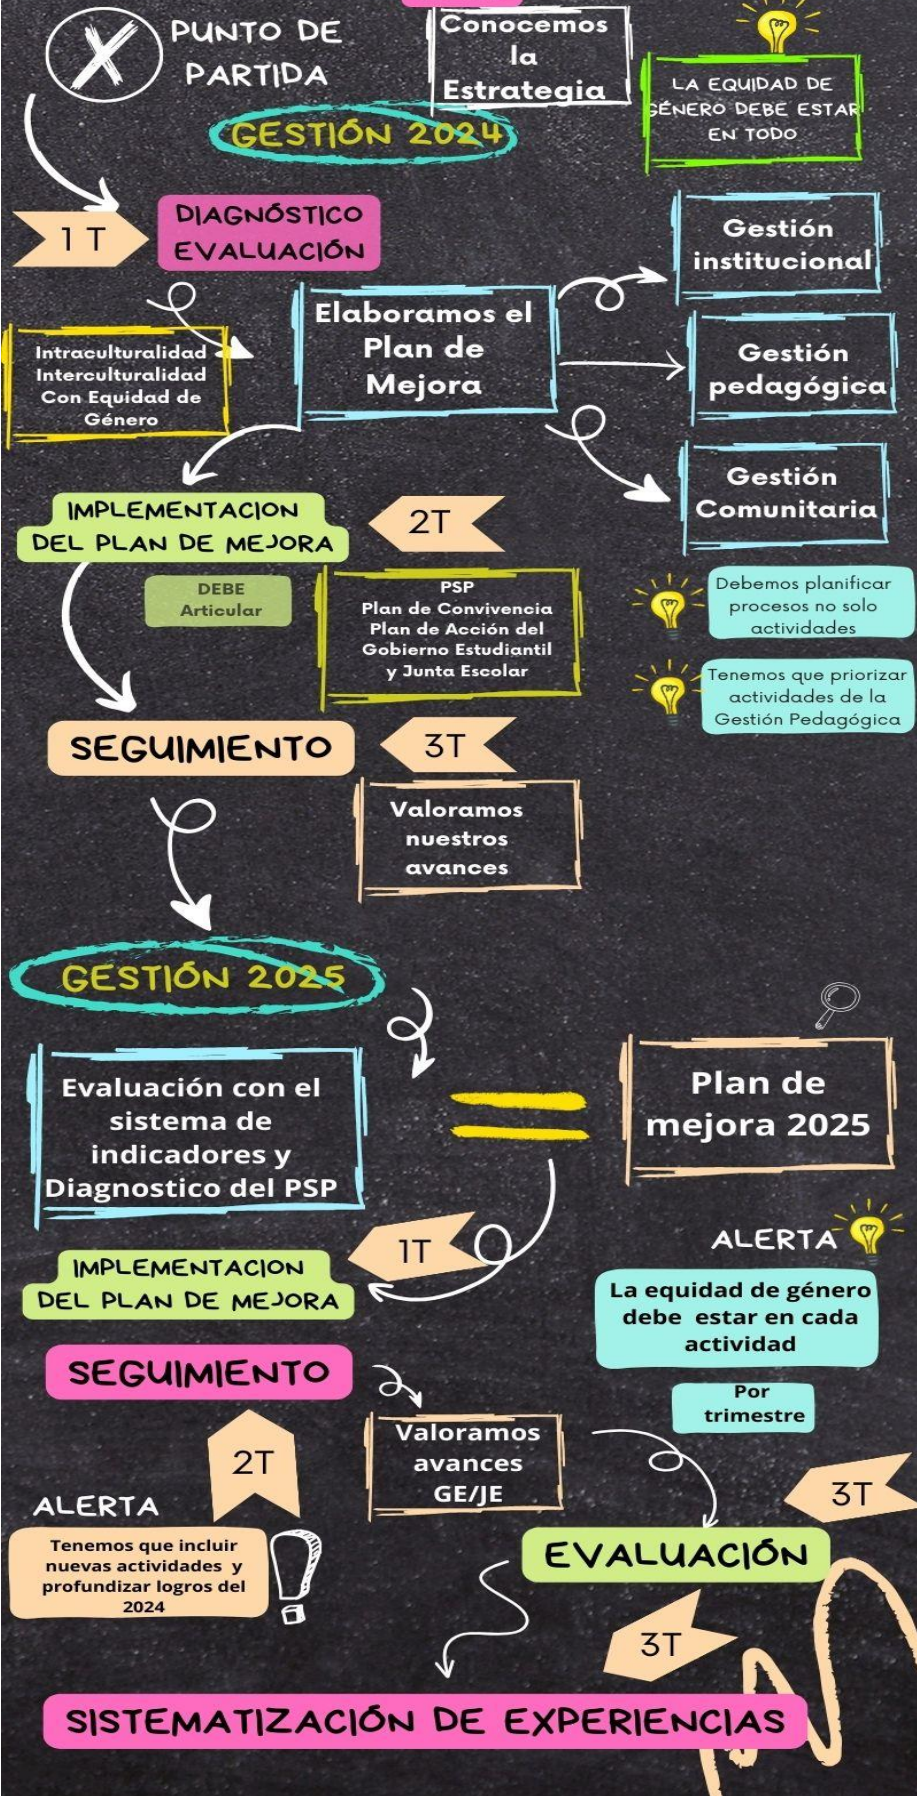 PUNTO DE
PARTIDA
Conocemos
la
Estrategia
LA EQUIDAD DE
GÉNERO DEBE ESTAR
EN TODO
GESTIÓN 2024
1 T
DIAGNÓSTICO
EVALUACIÓN
Gestión
institucional
Elaboramos el
Plan de
Mejora
Intraculturalidad
Interculturalidad
Con Equidad de
Género
Gestión
pedagógica
Gestión
Comunitaria
IMPLEMENTACION
DEL PLAN DE MEJORA
2T
DEBE
Articular
PSP
Plan de Convivencia
Plan de Acción del
Gobierno Estudiantil
y Junta Escolar
Debemos planificar
procesos no solo
actividades
Tenemos que priorizar
actividades de la
Gestión Pedagógica
SEGUIMIENTO
3T
Valoramos
nuestros
avances
GESTIÓN 2025
Evaluación con el
sistema de
indicadores y
Diagnostico del PSP
Plan de
mejora 2025
1T
IMPLEMENTACION
DEL PLAN DE MEJORA
ALERTA
La equidad de género
debe estar en cada
actividad
Por
trimestre
SEGUIMIENTO
2T
Valoramos
avances
GE/JE
3T
ALERTA
Tenemos que incluir
nuevas actividades y
profundizar logros del
2024
EVALUACIÓN
3T
SISTEMATIZACIÓN DE EXPERIENCIAS